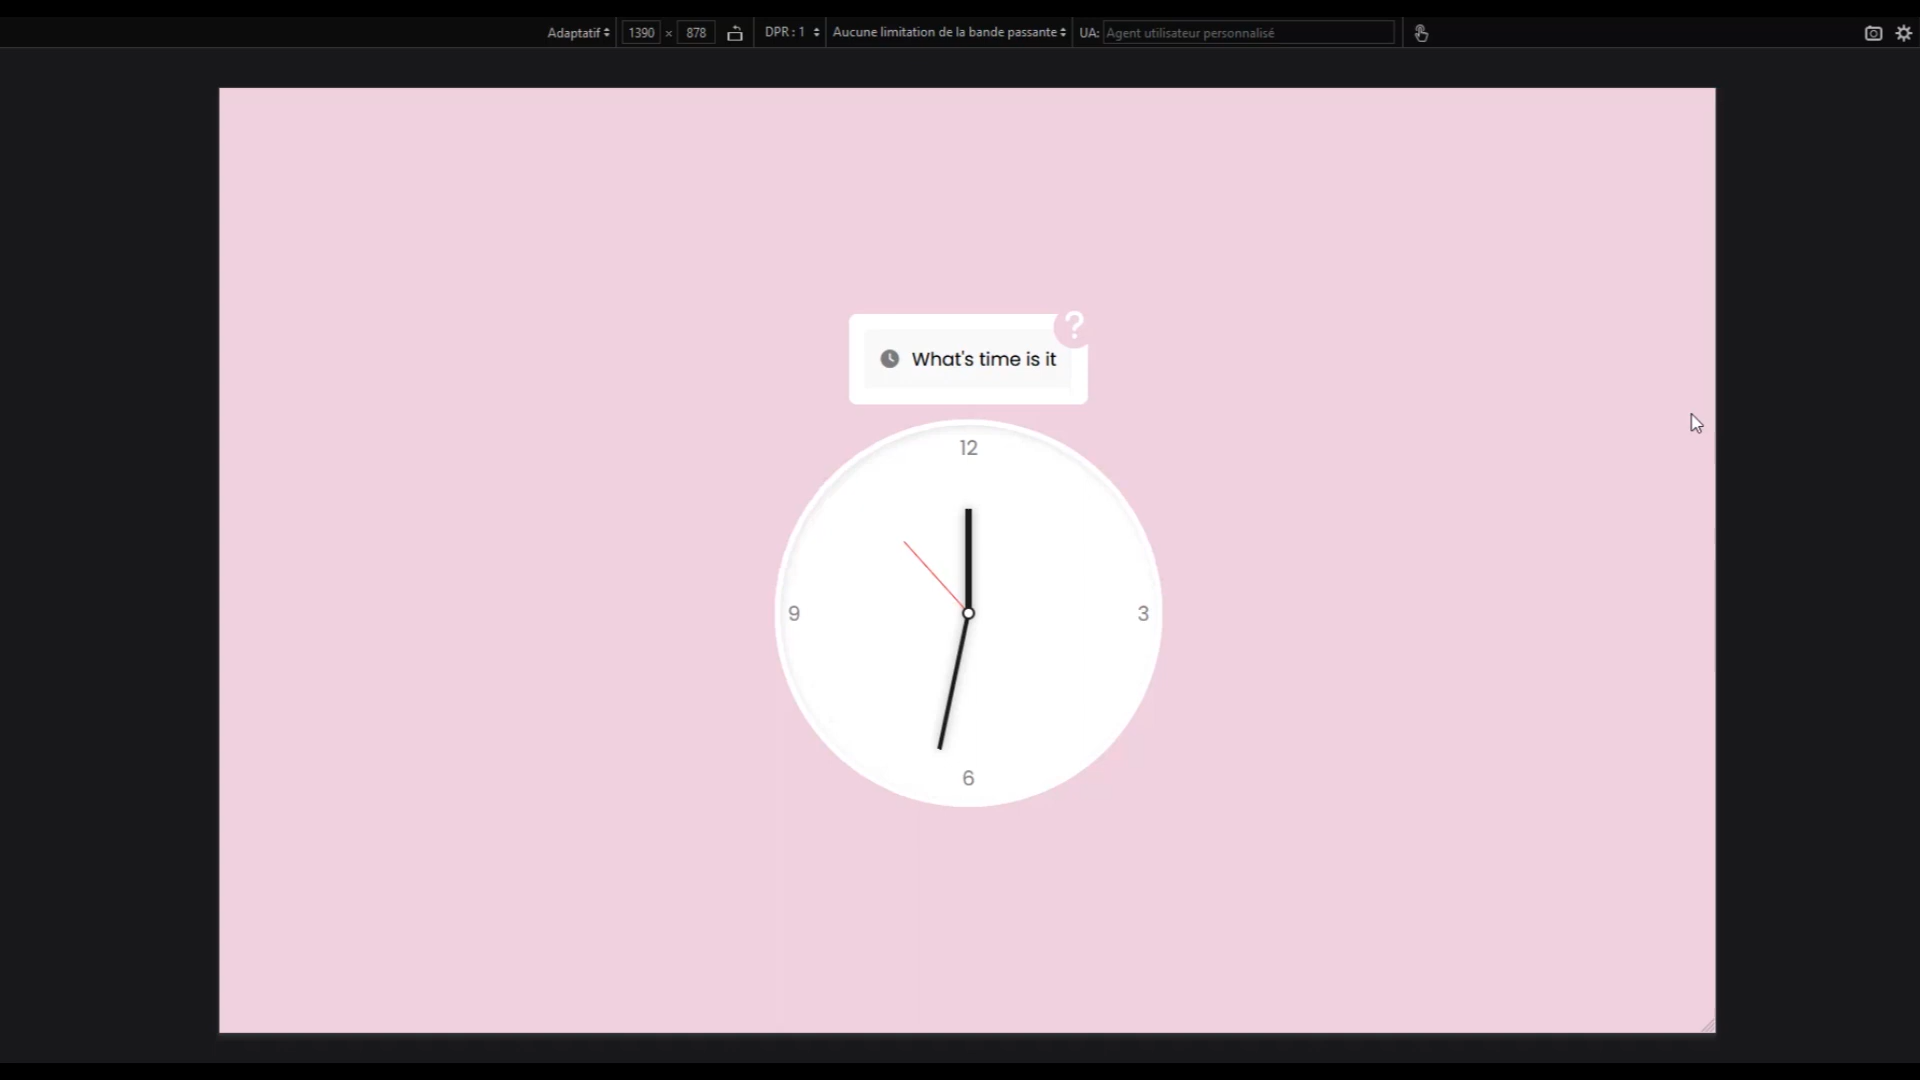 Adaptatif 1390 × 878 DPR : 1 Aucune limitation de la bande passante UA: Agent utilisateur personnalisé
?
What's time is it
12
9 3
6